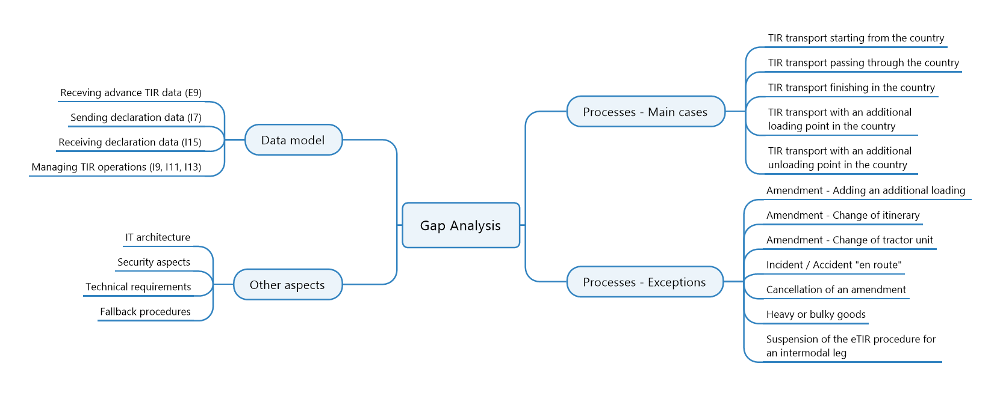 Gap Analysis
Data model
Receving advance TIR data (E9)
Sending declaration data (I7)
Receiving declaration data (I15)
Managing TIR operations (I9, I11, I13)
Other aspects
IT architecture
Security aspects
Technical requirements
Fallback procedures
Processes - Main cases
TIR transport starting from the country
TIR transport passing through the country
TIR transport finishing in the country
TIR transport with an additional
loading point in the country
TIR transport with an additional
unloading point in the country
Processes - Exceptions
Amendment - Adding an additional loading
Amendment - Change of itinerary
Amendment - Change of tractor unit
Incident / Accident "en route"
Cancellation of an amendment
Heavy or bulky goods
Suspension of the eTIR procedure for
an intermodal leg